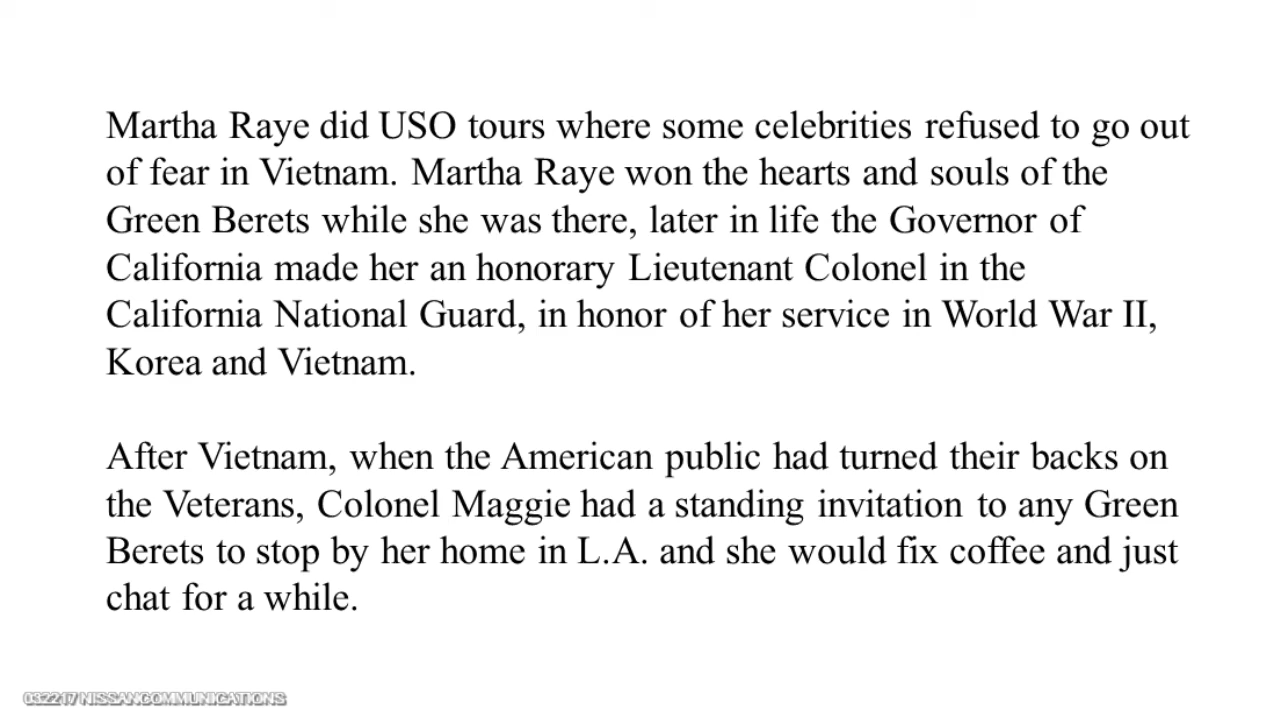 Martha Raye did USO tours where some celebrities refused to go out
of fear in Vietnam. Martha Raye won the hearts and souls of the
Green Berets while she was there, later in life the Governor of
California made her an honorary Lieutenant Colonel in the
California National Guard, in honor of her service in World War II,
Korea and Vietnam.
After Vietnam, when the American public had turned their backs on
the Veterans, Colonel Maggie had a standing invitation to any Green
Berets to stop by her home in L.A. and she would fix coffee and just
chat for a while.
032217 NISSANCOMMUNICATIONS